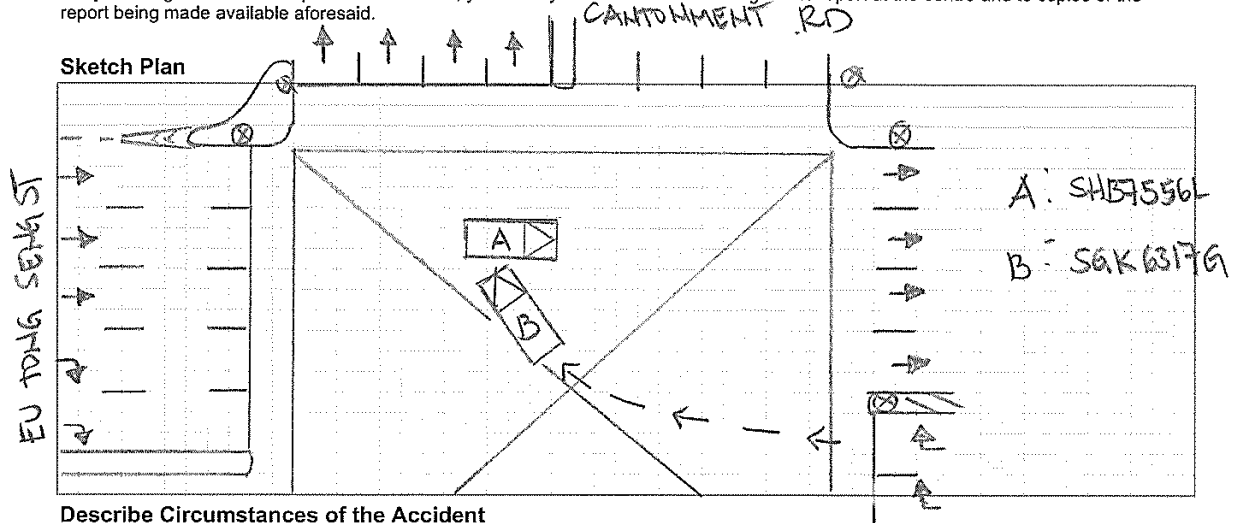 report being made available aforesaid.
CANTONMENT RD
Sketch Plan
EU TONG SENG ST
A
B
A: SHB7556L
B: SGK6317G
Describe Circumstances of the Accident